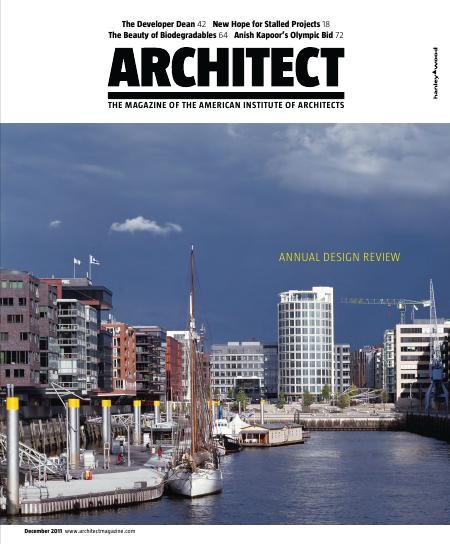 The Developer Dean 42 New Hope for Stalled Projects 18
The Beauty of Biodegradables 64 Anish Kapoor's Olympic Bid 72
hanley▲wood
ARCHITECT
THE MAGAZINE OF THE AMERICAN INSTITUTE OF ARCHITECTS
ANNUAL DESIGN REVIEW
December 2011 www.architectmagazine.com